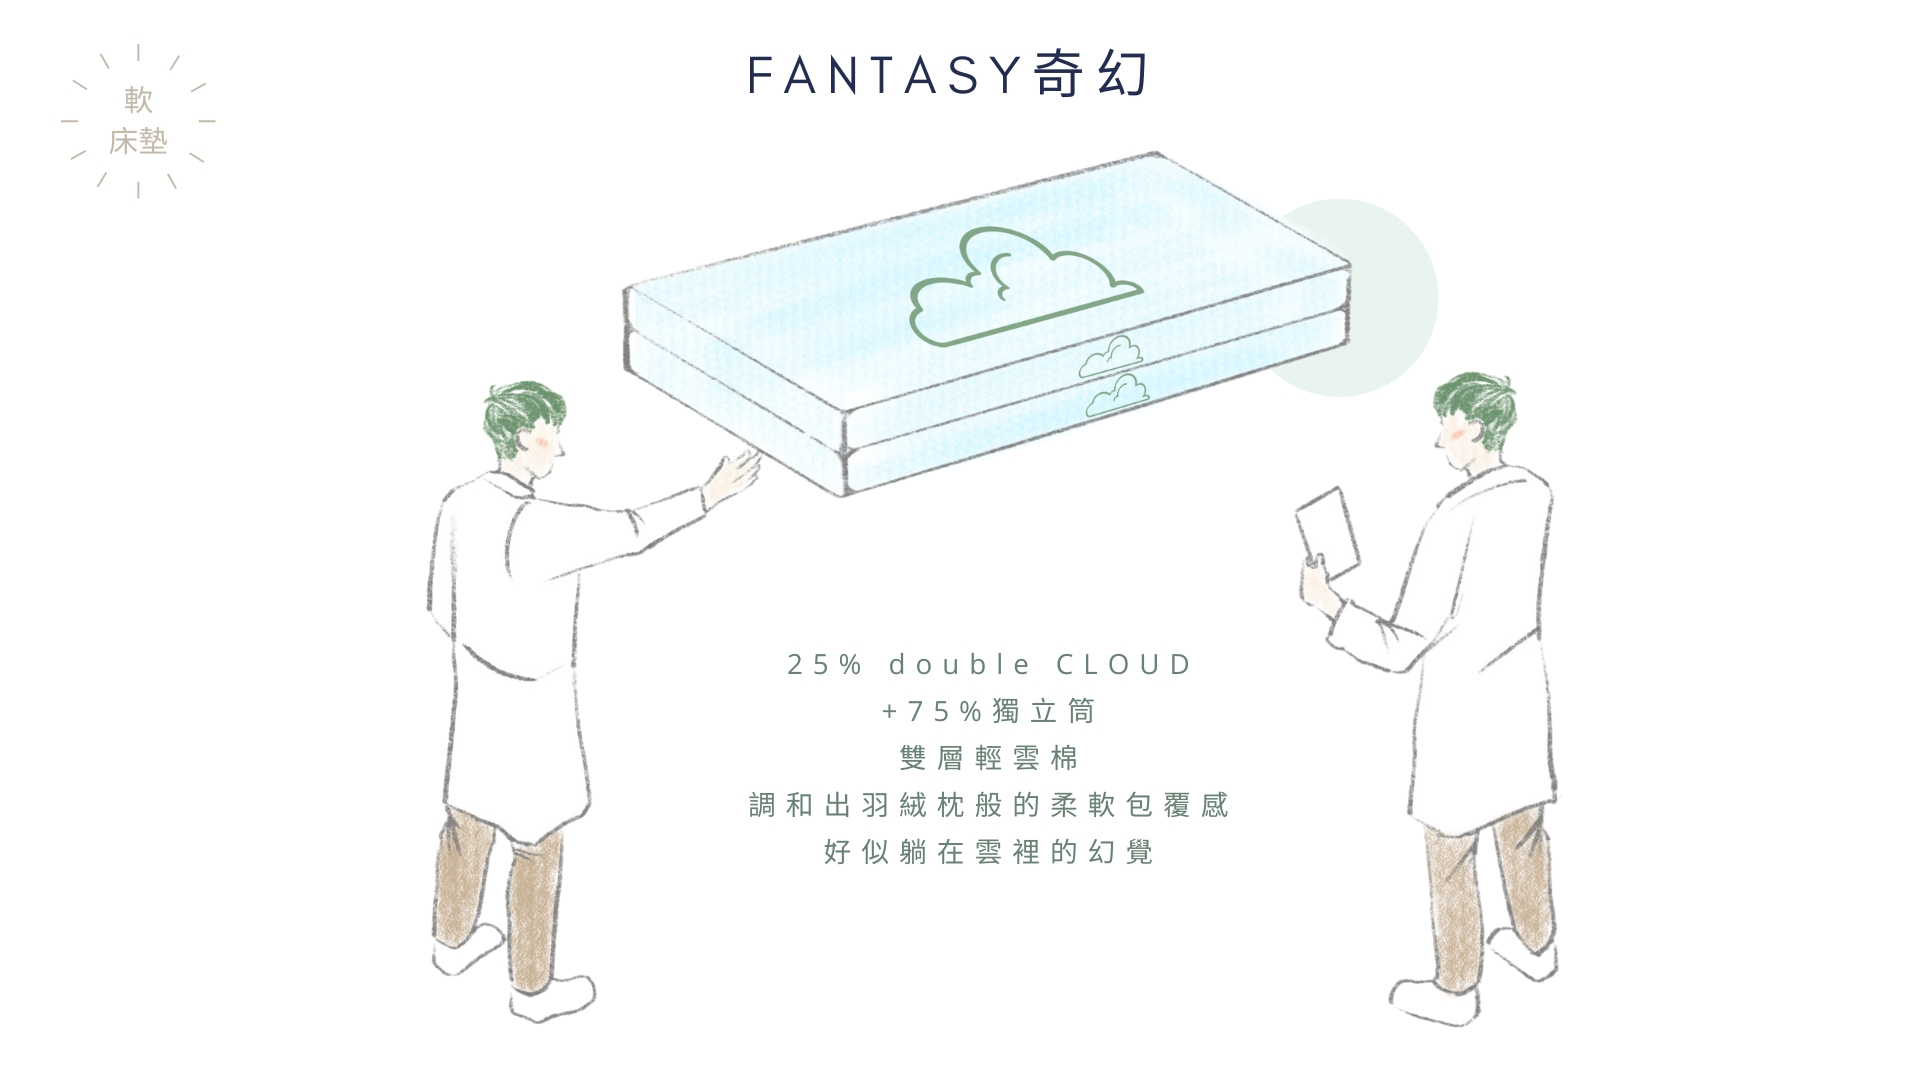 軟
床墊
FANTASY奇幻
25% double CLOUD
+75%獨立筒
雙層輕雲棉
調和出羽絨枕般的柔軟包覆感
好似躺在雲裡的幻覺